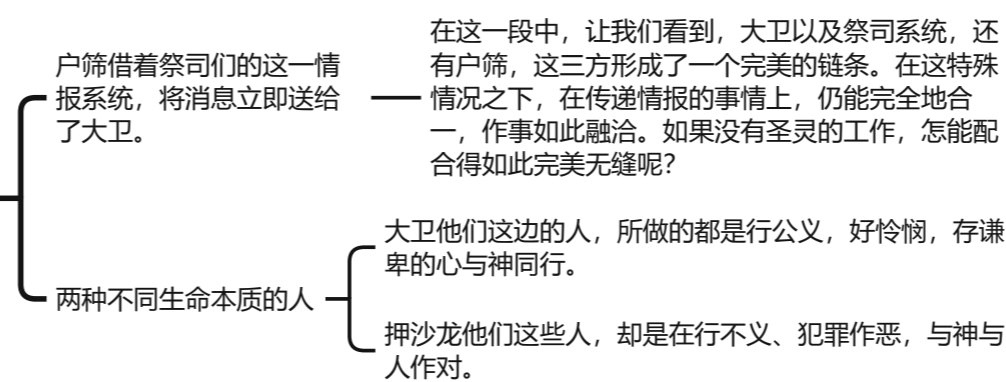 户筛借着祭司们的这一情
报系统，将消息立即送给
了大卫。
在这一段中，让我们看到，大卫以及祭司系统，还
有户筛，这三方形成了一个完美的链条。在这特殊
情况之下，在传递情报的事情上，仍能完全地合
一，作事如此融洽。如果没有圣灵的工作，怎能配
合得如此完美无缝呢？
两种不同生命本质的人
大卫他们这边的人，所做的都是行公义，好怜悯，存谦
卑的心与神同行。
押沙龙他们这些人，却是在行不义、犯罪作恶，与神与
人作对。